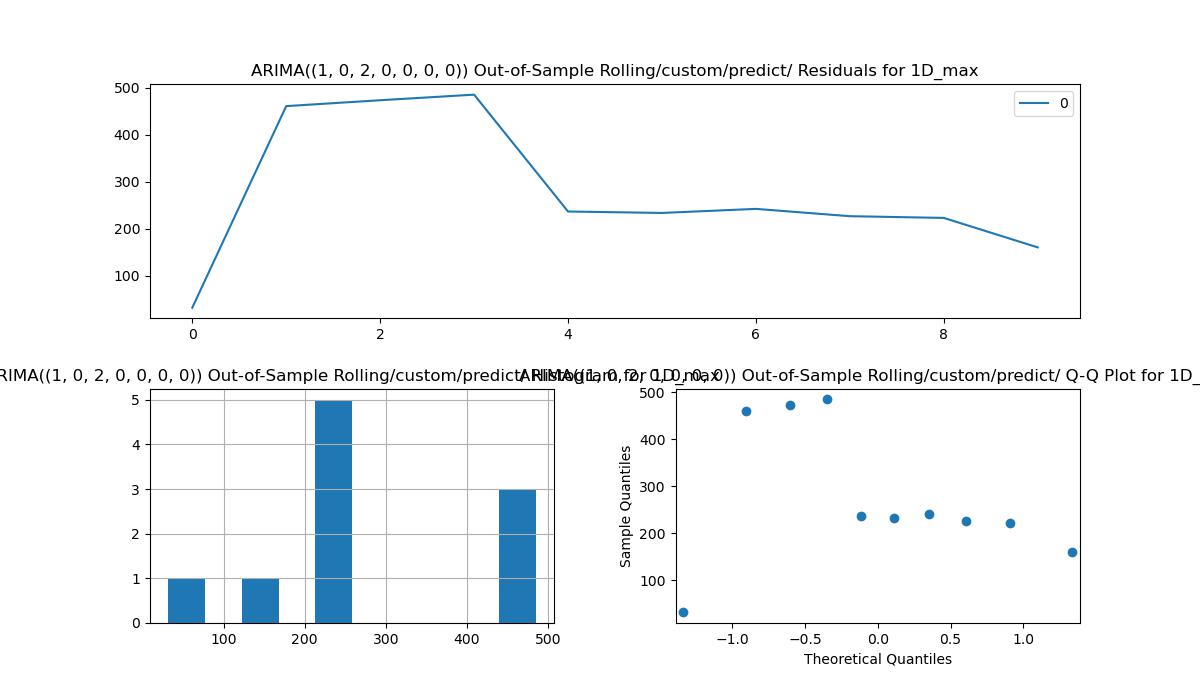 ARIMA((1, 0, 2, 0, 0, 0, 0)) Out-of-Sample Rolling/custom/predict/ Residuals for 1D_max
500
400
300
200
100
0
0 2 4 6 8
RIMA((1, 0, 2, 0, 0, 0, 0)) Out-of-Sample Rolling/custom/predict/ Histogram for 1D_max
5
4
3
2
1
0
100 200 300 400 500
ARIMA((1, 0, 2, 0, 0, 0, 0)) Out-of-Sample Rolling/custom/predict/ Q-Q Plot for 1D_
500
400
300
200
100
Sample Quantiles
−1.0 −0.5 0.0 0.5 1.0
Theoretical Quantiles